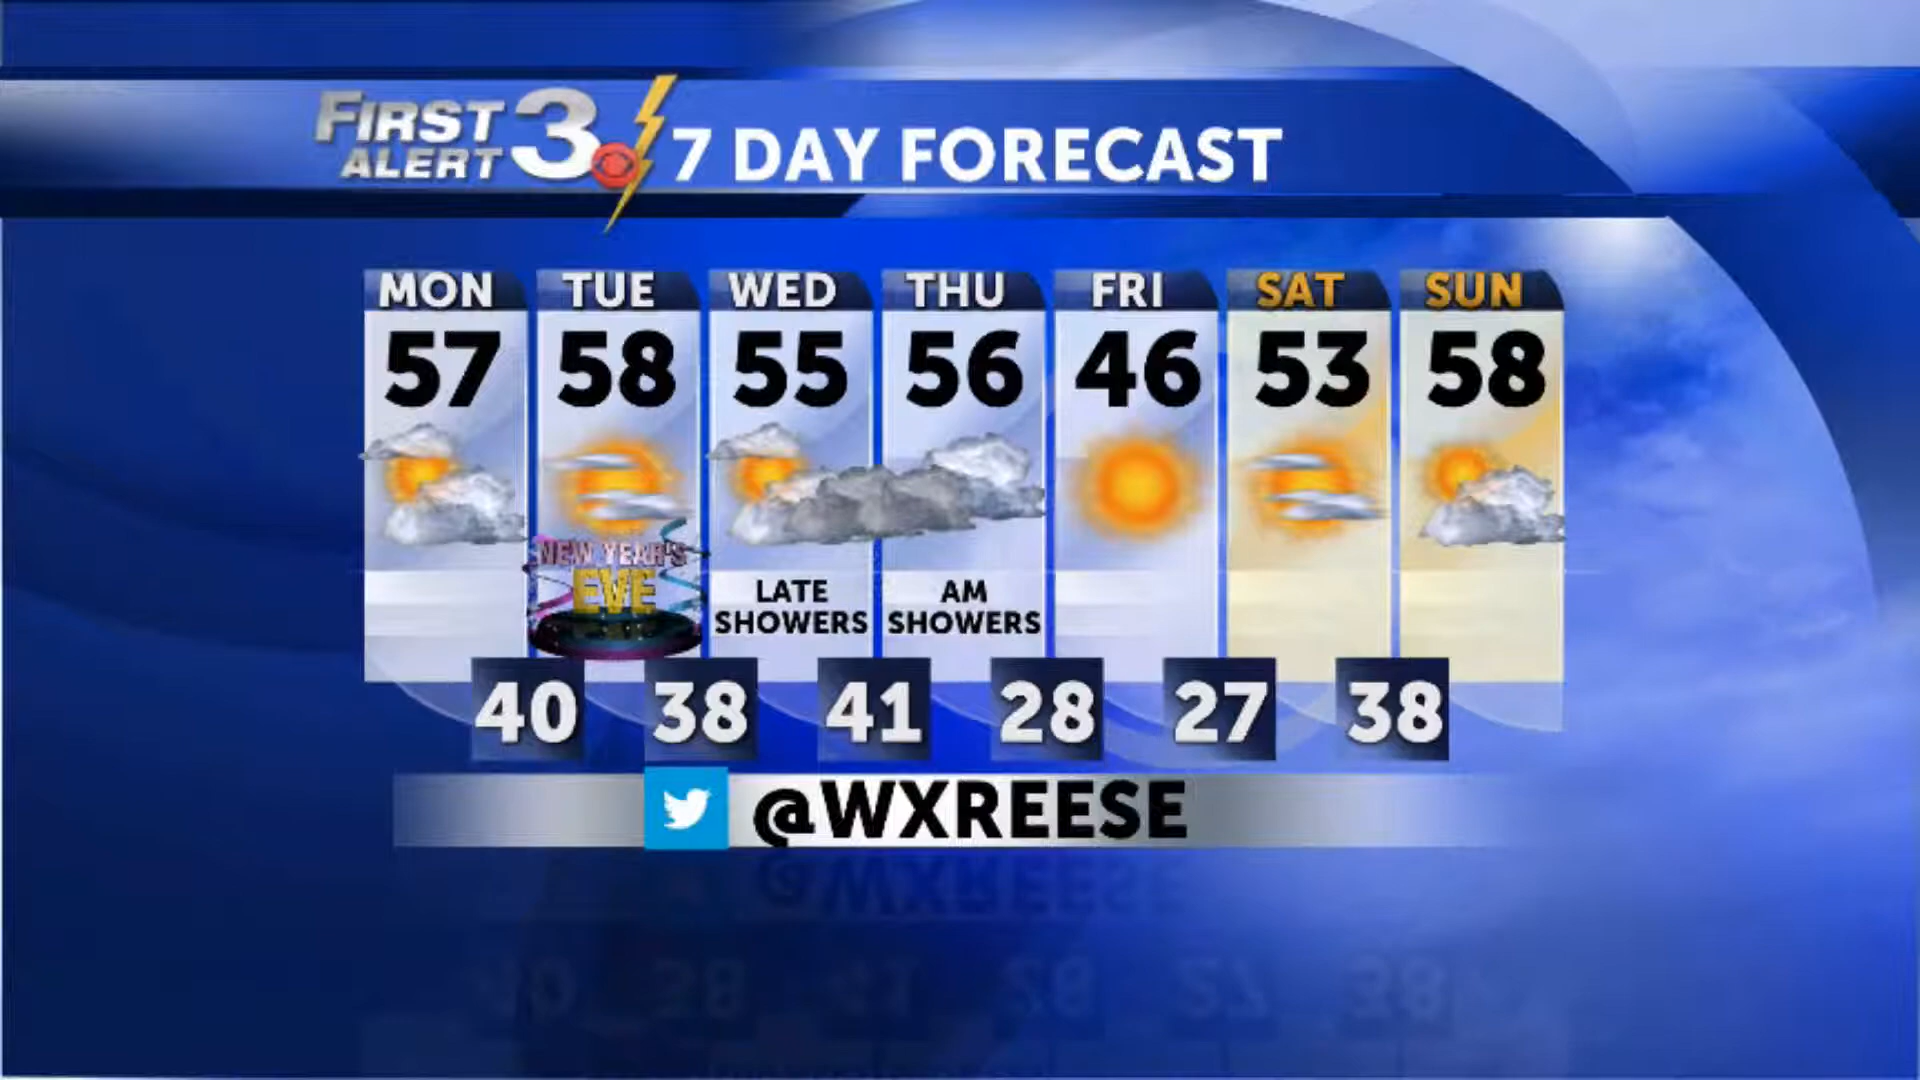 FIRST ALERT 3 7 DAY FORECAST
MON TUE WED THU FRI SAT SUN
57 58 55 56 46 53 58
NEW YEAR'S
EVE
LATE
SHOWERS
AM
SHOWERS
40 38 41 28 27 38
@WXREESE